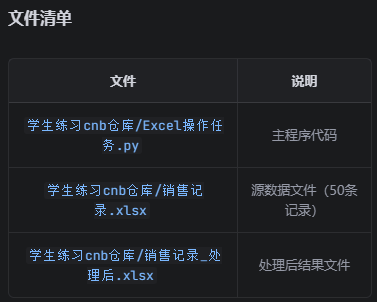 文件清单
文件
说明
学生练习cnb仓库/Excel操作任
务.py
主程序代码
学生练习cnb仓库/销售记
录.xlsx
源数据文件（50条
记录）
学生练习cnb仓库/销售记录_处
理后.xlsx
处理后结果文件